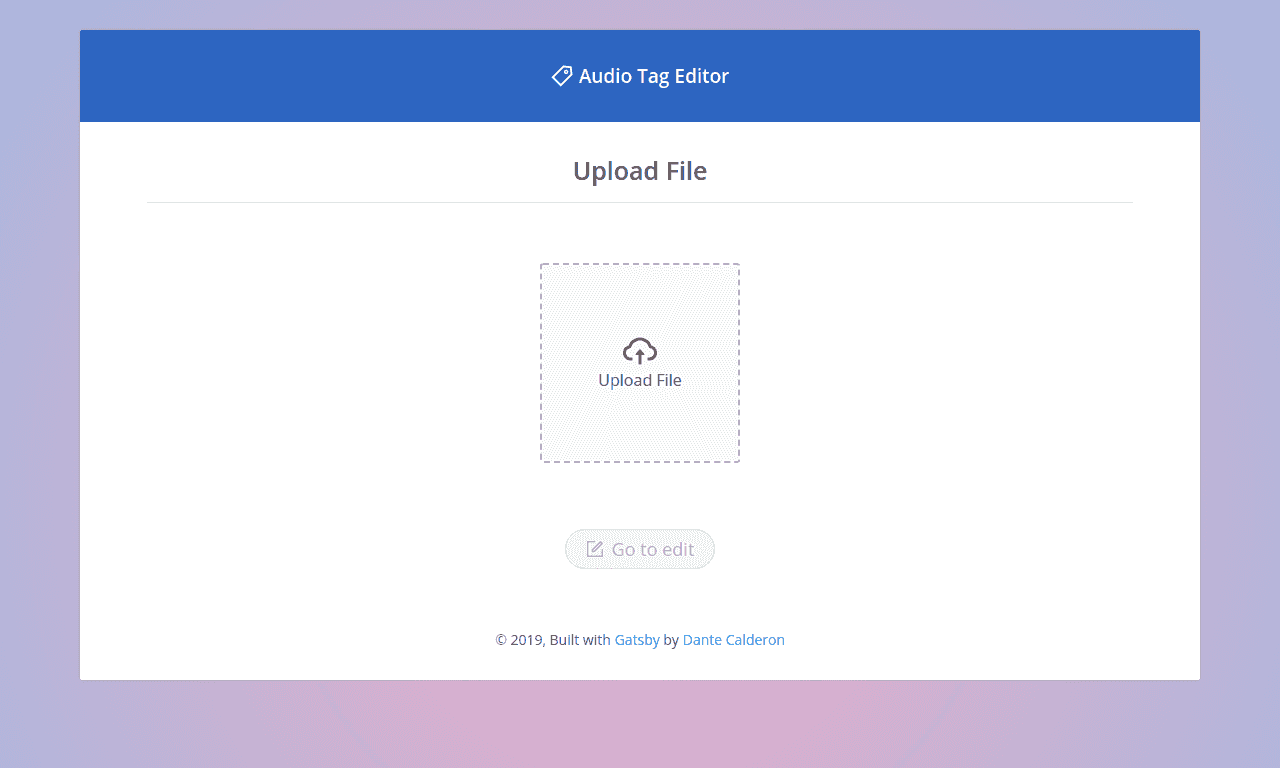 Audio Tag Editor
Upload File
Upload File
Go to edit
© 2019, Built with Gatsby by Dante Calderon